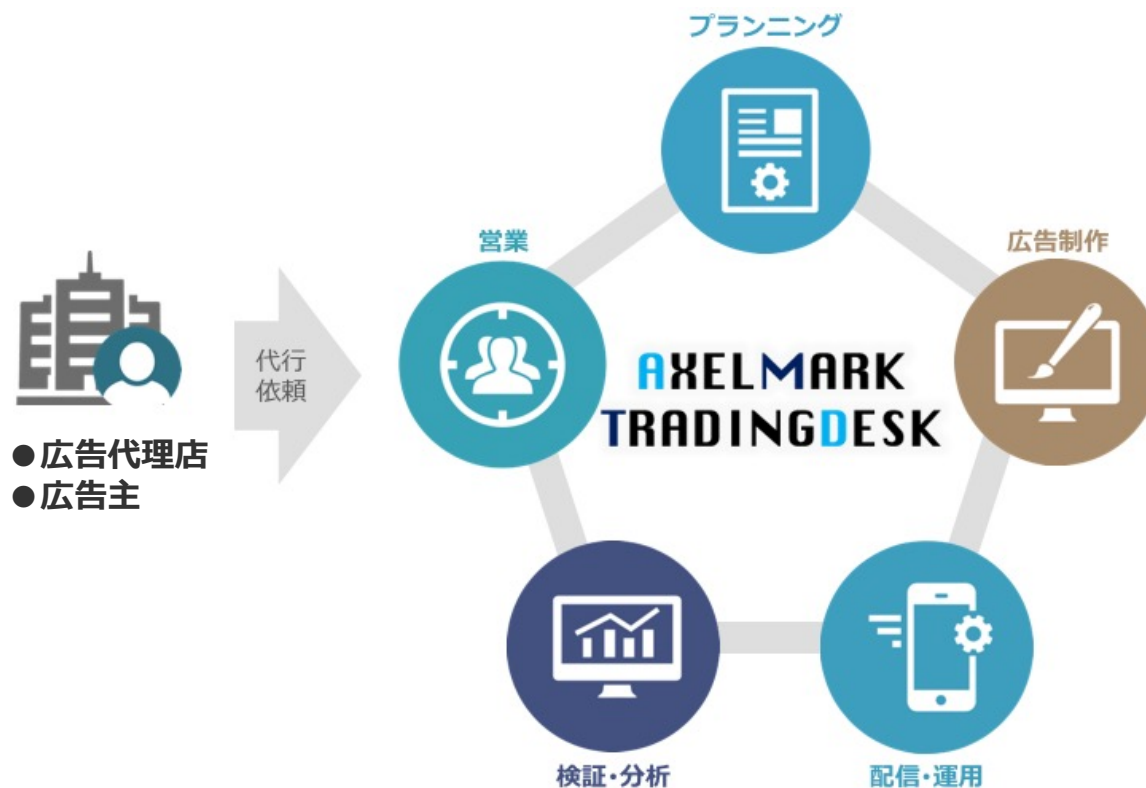 プランニング
営業
広告制作
代行
依頼
AXELMARK
TRADINGDESK
●広告代理店
●広告主
検証・分析
配信・運用